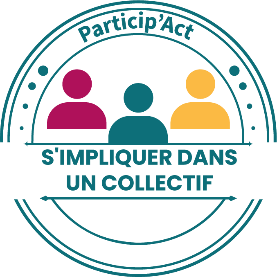 Particip'Act
S'IMPLIQUER DANS
UN COLLECTIF